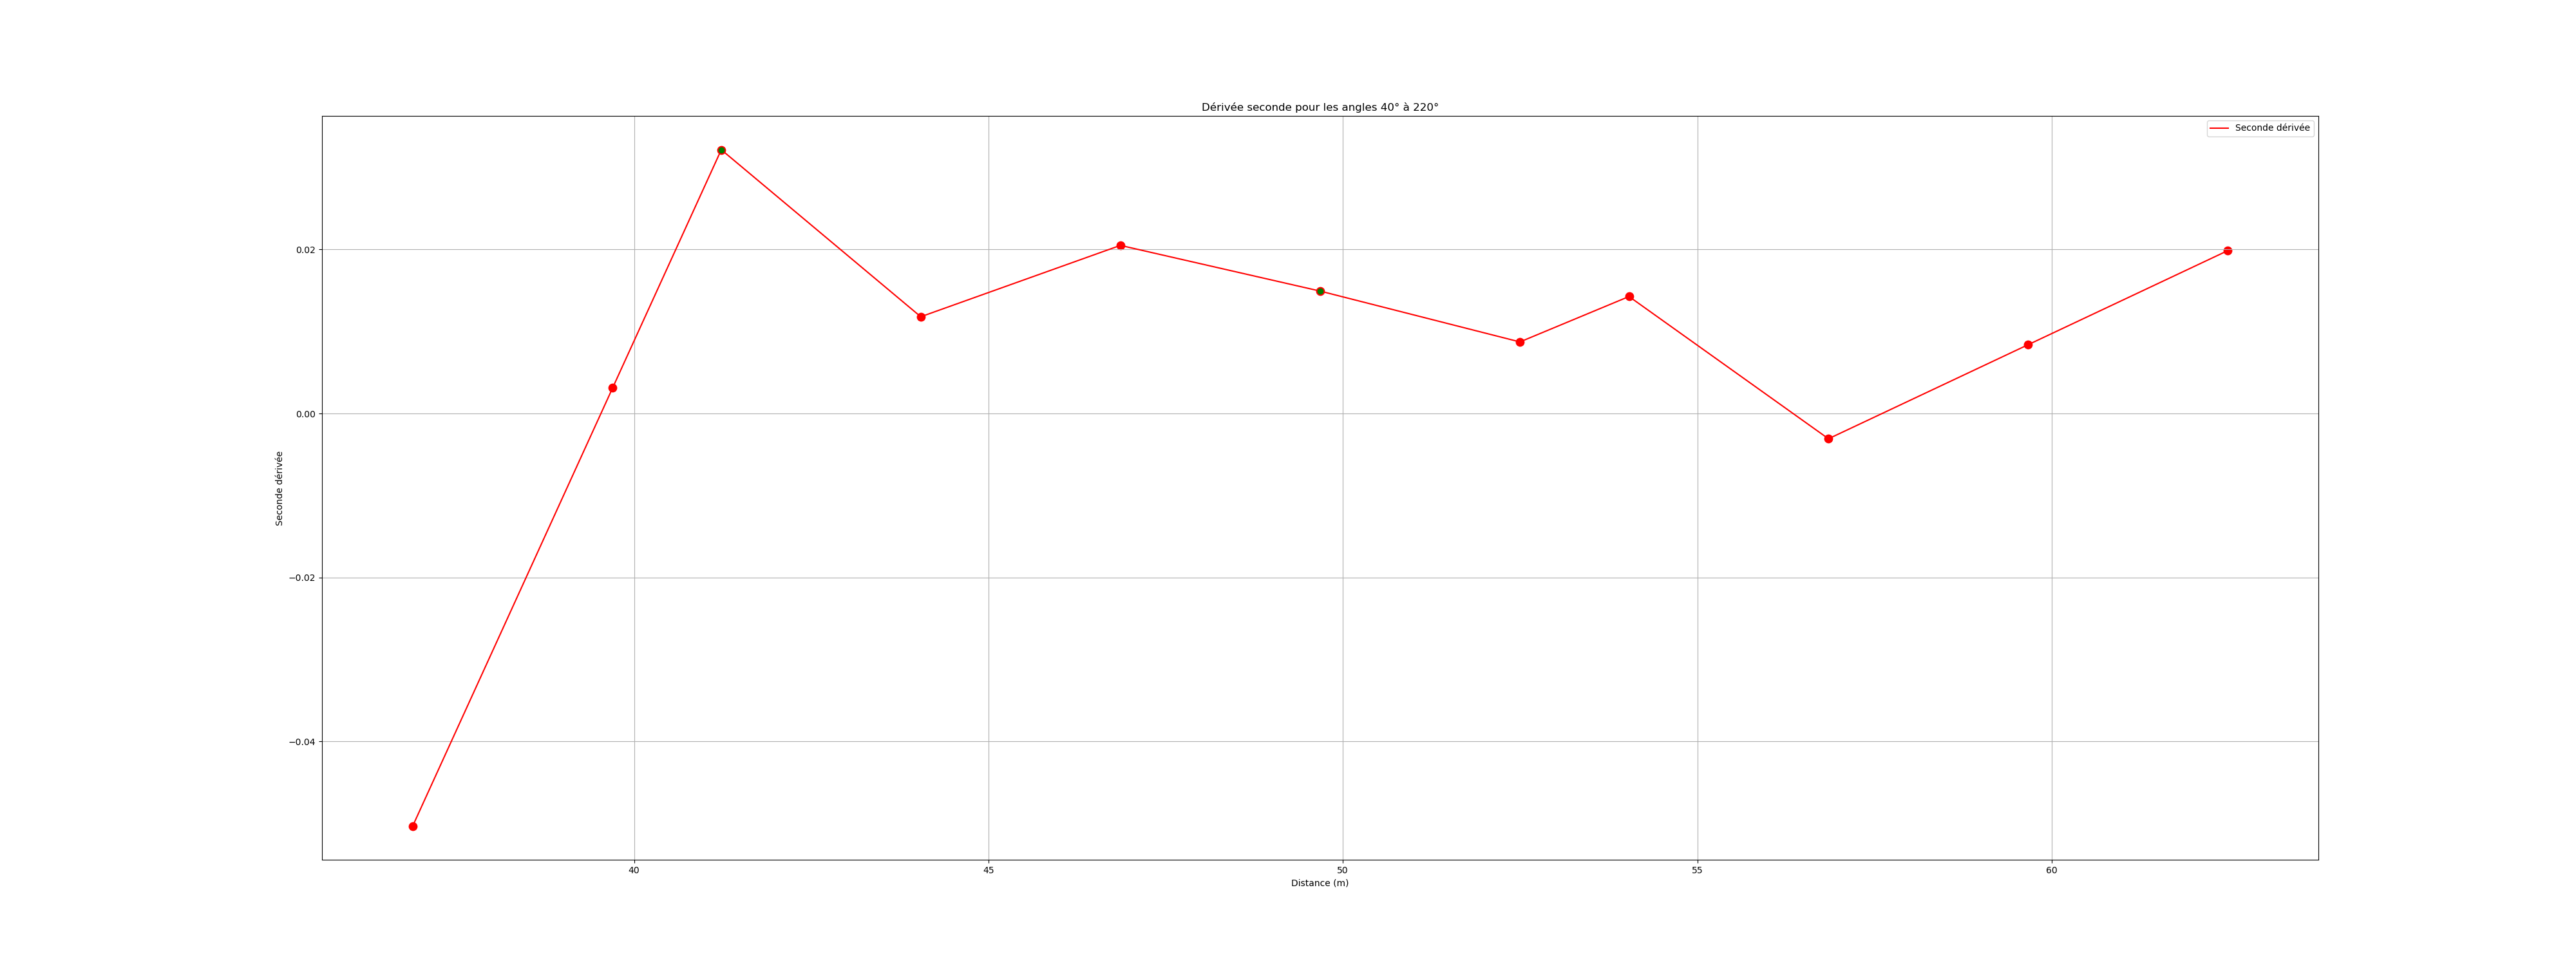 Dérivée seconde pour les angles 40° à 220°
Seconde dérivée
0.02
0.00
−0.02
−0.04
Seconde dérivée
40 45 50 55 60
Distance (m)